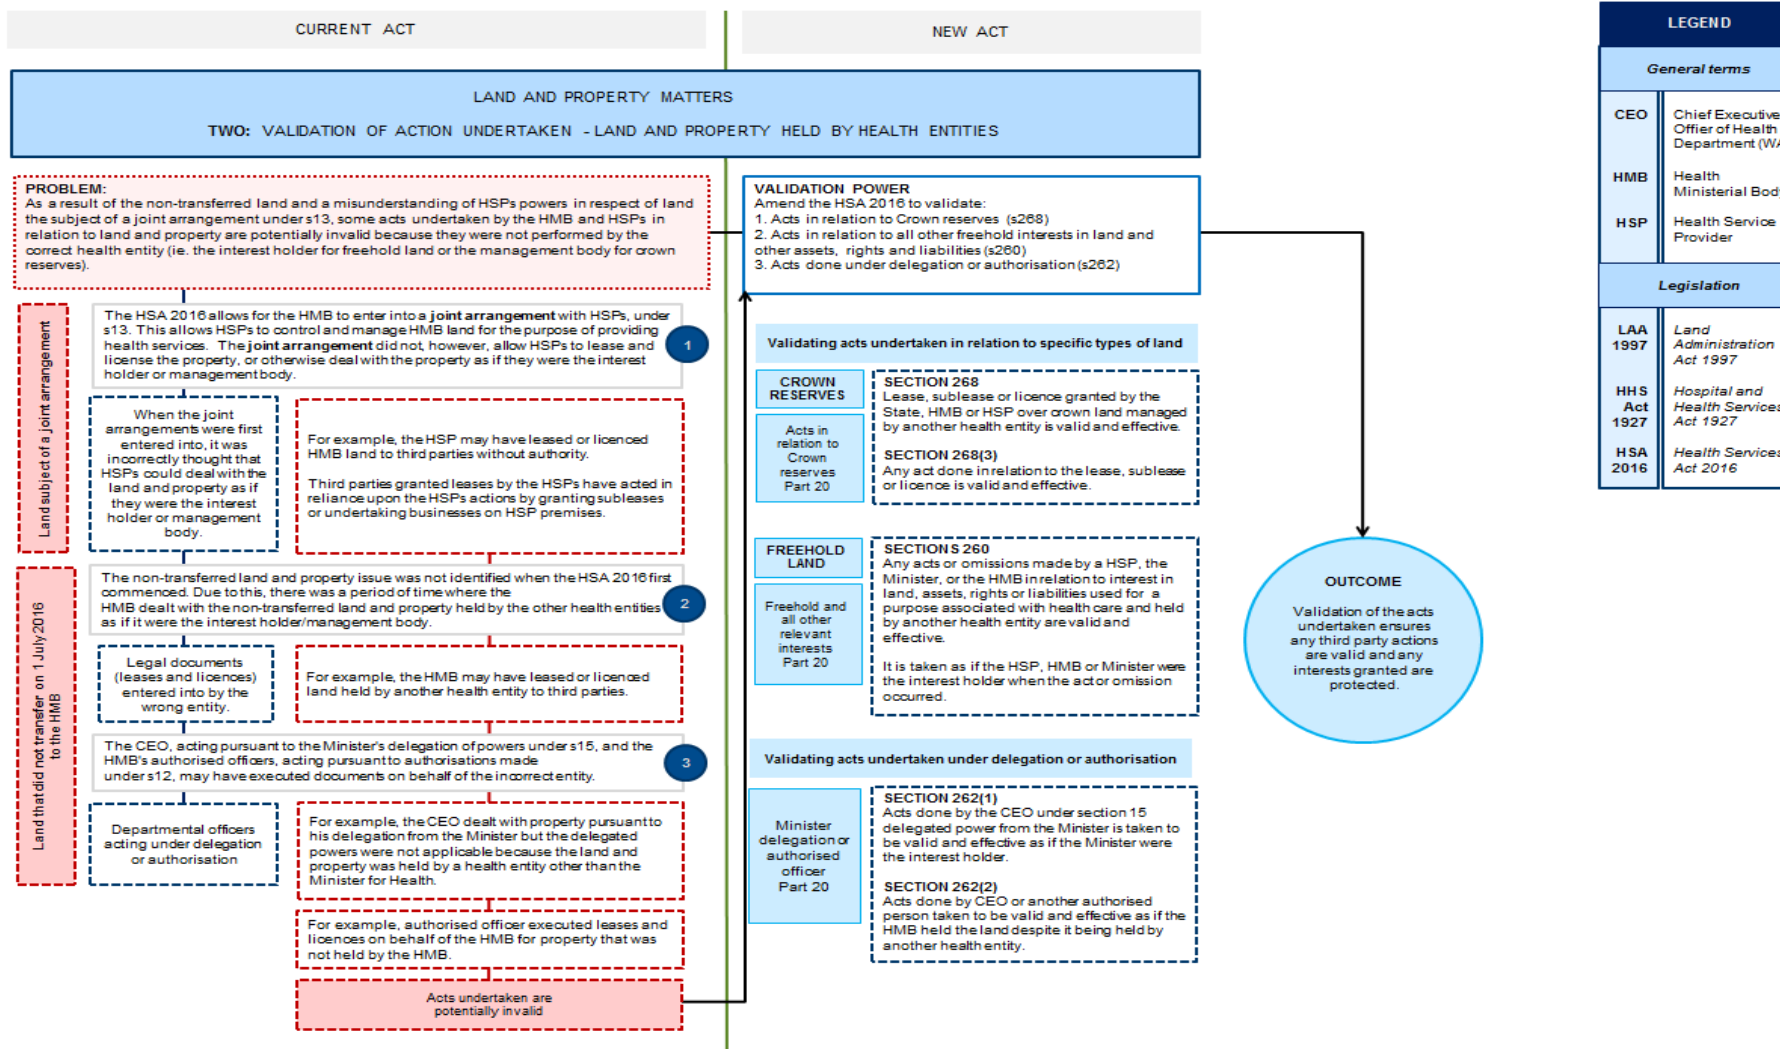 CURRENT ACT
NEW ACT
LAND AND PROPERTY MATTERS
TWO: VALIDATION OF ACTION UNDERTAKEN - LAND AND PROPERTY HELD BY HEALTH ENTITIES
PROBLEM:
As a result of the non-transferred land and a misunderstanding of HSPs powers in respect of land
the subject of a joint arrangement under s13, some acts undertaken by the HMB and HSPs in
relation to land and property are potentially invalid because they were not performed by the
correct health entity (ie. the interest holder for freehold land or the management body for crown
reserves).
Land subject of a joint arrangement
The HSA 2016 allows for the HMB to enter into a joint arrangement with HSPs, under
s13. This allows HSPs to control and manage HMB land for the purpose of providing
health services. The joint arrangement did not, however, allow HSPs to lease and
license the property, or otherwise deal with the property as if they were the interest
holder or management body.
1
When the joint
arrangements were first
entered into, it was
incorrectly thought that
HSPs could deal with the
land and property as if
they were the interest
holder or management
body.
For example, the HSP may have leased or licenced
HMB land to third parties without authority.
Third parties granted leases by the HSPs have acted in
reliance upon the HSPs actions by granting subleases
or undertaking businesses on HSP premises.
Land that did not transfer on 1 July 2016
to the HMB
The non-transferred land and property issue was not identified when the HSA 2016 first
commenced. Due to this, there was a period of time where the
HMB dealt with the non-transferred land and property held by the other health entities
as if it were the interest holder/management body.
2
Legal documents
(leases and licences)
entered into by the
wrong entity.
For example, the HMB may have leased or licenced
land held by another health entity to third parties.
The CEO, acting pursuant to the Minister's delegation of powers under s15, and the
HMB's authorised officers, acting pursuant to authorisations made
under s12, may have executed documents on behalf of the incorrect entity.
3
Departmental officers
acting under delegation
or authorisation
For example, the CEO dealt with property pursuant to
his delegation from the Minister but the delegated
powers were not applicable because the land and
property was held by a health entity other than the
Minister for Health.
For example, authorised officer executed leases and
licences on behalf of the HMB for property that was
not held by the HMB.
Acts undertaken are
potentially invalid
VALIDATION POWER
Amend the HSA 2016 to validate:
1. Acts in relation to Crown reserves (s268)
2. Acts in relation to all other freehold interests in land and
other assets, rights and liabilities (s260)
3. Acts done under delegation or authorisation (s262)
Validating acts undertaken in relation to specific types of land
CROWN
RESERVES
Acts in
relation to
Crown
reserves
Part 20
SECTION 268
Lease, sublease or licence granted by the
State, HMB or HSP over crown land managed
by another health entity is valid and effective.
SECTION 268(3)
Any act done in relation to the lease, sublease
or licence is valid and effective.
FREEHOLD
LAND
Freehold and
all other
relevant
interests
Part 20
SECTIONS 260
Any acts or omissions made by a HSP, the
Minister, or the HMB in relation to interest in
land, assets, rights or liabilities used for a
purpose associated with health care and held
by another health entity are valid and
effective.
It is taken as if the HSP, HMB or Minister were
the interest holder when the act or omission
occurred.
Validating acts undertaken under delegation or authorisation
Minister
delegation or
authorised
officer
Part 20
SECTION 262(1)
Acts done by the CEO under section 15
delegated power from the Minister is taken to
be valid and effective as if the Minister were
the interest holder.
SECTION 262(2)
Acts done by CEO or another authorised
person taken to be valid and effective as if the
HMB held the land despite it being held by
another health entity.
OUTCOME
Validation of the acts
undertaken ensures
any third party actions
are valid and any
interests granted are
protected.
LEGEND
General terms
CEO
Chief Executive
Offier of Health
Department (WA
HMB
Health
Ministerial Body
HSP
Health Service
Provider
Legislation
LAA
1997
Land
Administration
Act 1997
HHS
Act
1927
Hospital and
Health Services
Act 1927
HSA
2016
Health Services
Act 2016